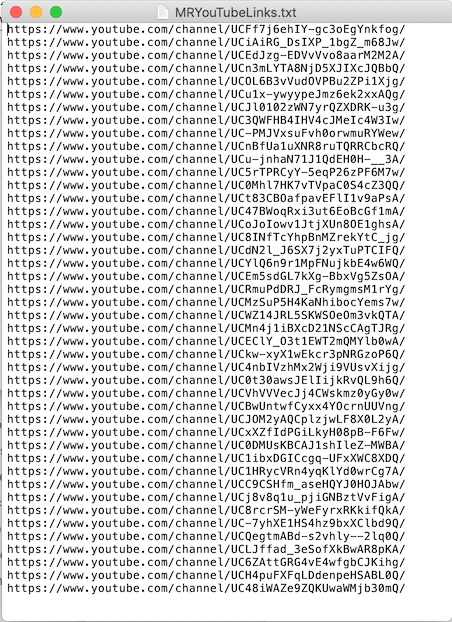 MRYouTubeLinks.txt
https://www.youtube.com/channel/UCFf7j6ehIY-gc3oEgYnkfog/
https://www.youtube.com/channel/UCiAiRG_DsIXP_1bgZ_m68Jw/
https://www.youtube.com/channel/UCEdJzg-EDVvVvo8aarM2M2A/
https://www.youtube.com/channel/UCn3mLYTA8NjD5XJIXcJQBbQ/
https://www.youtube.com/channel/UCOL6B3vVudOVPBu2ZPi1Xjg/
https://www.youtube.com/channel/UCu1x-ywyypeJmz6ek2xxAQg/
https://www.youtube.com/channel/UCJl0102zWN7yrQZXDRK-u3g/
https://www.youtube.com/channel/UC3QWFHB4IHV4cJMeIc4W3Iw/
https://www.youtube.com/channel/UC-PMJVxsuFvh0orwmuRYWew/
https://www.youtube.com/channel/UCnBfUa1uXNR8ruTQRRCbcRQ/
https://www.youtube.com/channel/UCu-jnhaN71J1QdEH0H-__3A/
https://www.youtube.com/channel/UC5rTPRCyY-5eqP26zPF6M7w/
https://www.youtube.com/channel/UC0Mhl7HK7vTVpaC0S4cZ3QQ/
https://www.youtube.com/channel/UCt83CBOafpavEFlI1v9aPsA/
https://www.youtube.com/channel/UC47BWoqRxi3ut6EoBcGf1mA/
https://www.youtube.com/channel/UCoJoIowv1JtjXUn8OE1ghsA/
https://www.youtube.com/channel/UC8INfTcYhpBnMZrekYtC_jg/
https://www.youtube.com/channel/UCdN2l_J6SX7j2yxTuPTCIFQ/
https://www.youtube.com/channel/UCYlQ6n9r1MpFNujkbE4w6WQ/
https://www.youtube.com/channel/UCEm5sdGL7kXg-BbxVg5ZsOA/
https://www.youtube.com/channel/UCRmuPdDRJ_FcRymgmsM1rYg/
https://www.youtube.com/channel/UCMzSuP5H4KaNhibocYems7w/
https://www.youtube.com/channel/UCWZ14JRL5SKWSOeOm3vkQTA/
https://www.youtube.com/channel/UCMn4j1iBXcD21NScCAgTJRg/
https://www.youtube.com/channel/UCEClY_O3t1EWT2mQMYlb0wA/
https://www.youtube.com/channel/UCkw-xyX1wEkcr3pNRGzoP6Q/
https://www.youtube.com/channel/UC4nbIVzhMx2Wji9VUsvXijg/
https://www.youtube.com/channel/UC0t30awsJElIijkRvQL9h6Q/
https://www.youtube.com/channel/UCVhVVVecJj4CWskmz0yGy0w/
https://www.youtube.com/channel/UCBwUntwfCyxx4YOcrnUUVng/
https://www.youtube.com/channel/UCJOM2yAQCplzjwLF8X0L2yA/
https://www.youtube.com/channel/UCxXZfIdPGiLkyH08pB-F6Fw/
https://www.youtube.com/channel/UC0DMUsKBCAJ1shIleZ-MWBA/
https://www.youtube.com/channel/UC1ibxDGICcgq-UFxXWC8XDQ/
https://www.youtube.com/channel/UC1HRycVRn4yqKlYd0wrCg7A/
https://www.youtube.com/channel/UCC9CSHfm_aseHQYJ0HOJAbw/
https://www.youtube.com/channel/UCj8v8q1u_pjiGNBztVvFigA/
https://www.youtube.com/channel/UC8rcrSM-yWeFyrxRKkifQkA/
https://www.youtube.com/channel/UC-7yhXE1HS4hz9bxXClbd9Q/
https://www.youtube.com/channel/UCQegtmABd-s2vhly--2lq0Q/
https://www.youtube.com/channel/UCLJffad_3eSofXkBwAR8pKA/
https://www.youtube.com/channel/UC6ZAttGRG4vE4wfgbCJKihg/
https://www.youtube.com/channel/UCH4puFXFqLDdenpeHSABL0Q/
https://www.youtube.com/channel/UC48iWAZe9ZQKUwaWMjb30mQ/